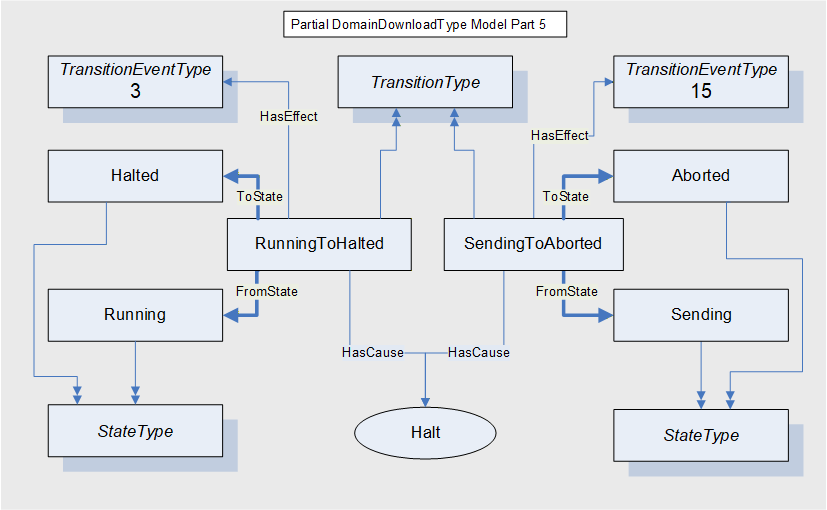 Partial DomainDownloadType Model Part 5
TransitionEventType
3
TransitionType
TransitionEventType
15
HasEffect
HasEffect
Halted
Aborted
ToState
ToState
RunningToHalted
SendingToAborted
FromState
FromState
Running
Sending
HasCause
HasCause
StateType
Halt
StateType